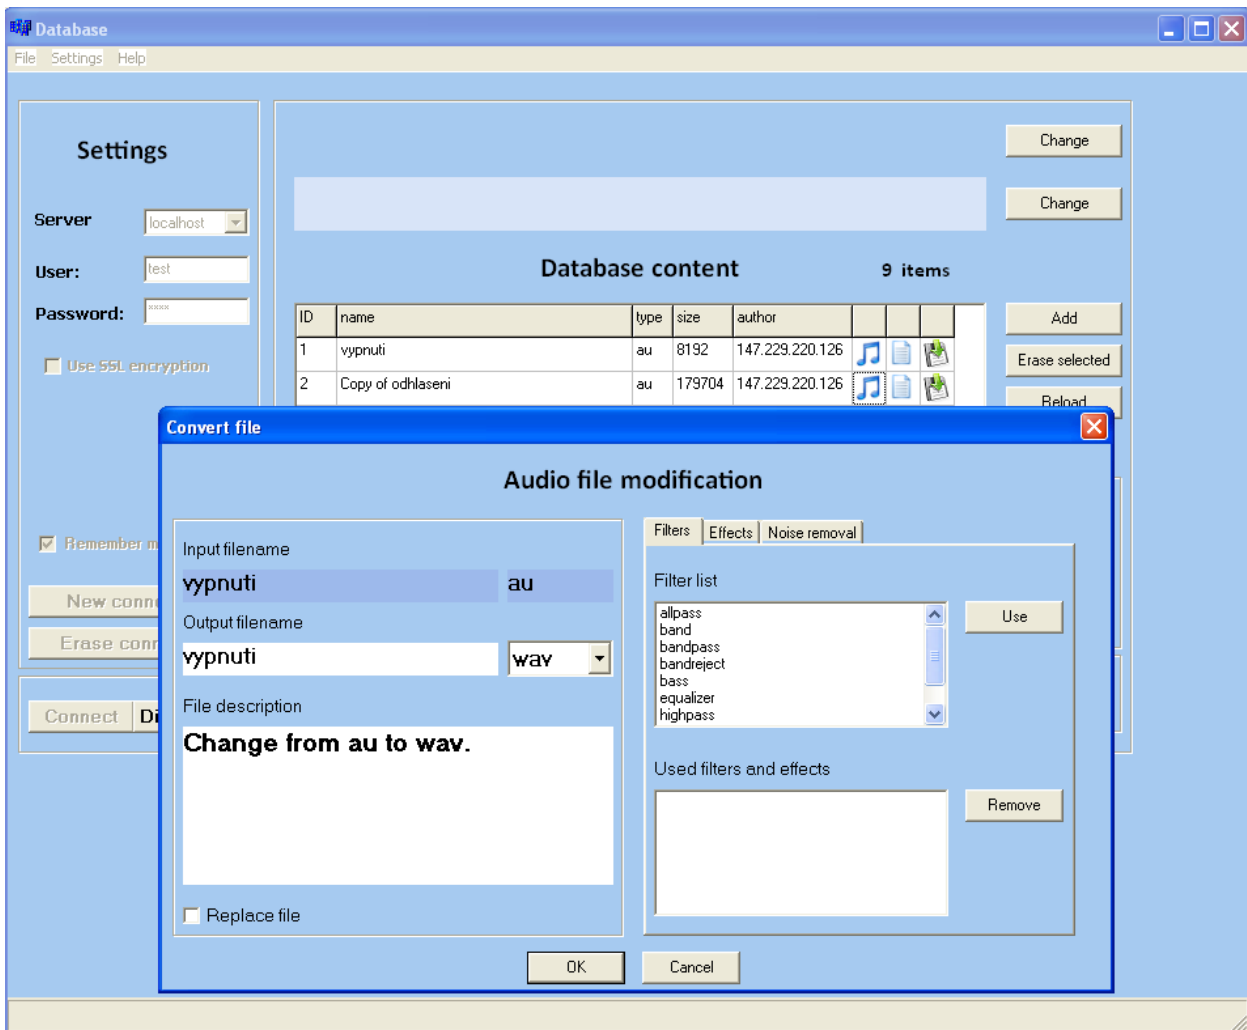 Database
File Settings Help
Settings
Server localhost
User: test
Password: xxxx
Use SSL encryption
Remember m
New conn
Erase conr
Connect Di
Change
Change
Database content 9 items
ID name type size author
1 vypnuti au 8192 147.229.220.126
2 Copy of odhlaseni au 179704 147.229.220.126
Add
Erase selected
Reload
Convert file
Audio file modification
Input filename
vypnuti au
Output filename
vypnuti wav
File description
Change from au to wav.
Replace file
Filters Effects Noise removal
Filter list
allpass
band
bandpass
bandreject
bass
equalizer
highpass
Use
Used filters and effects
Remove
OK Cancel